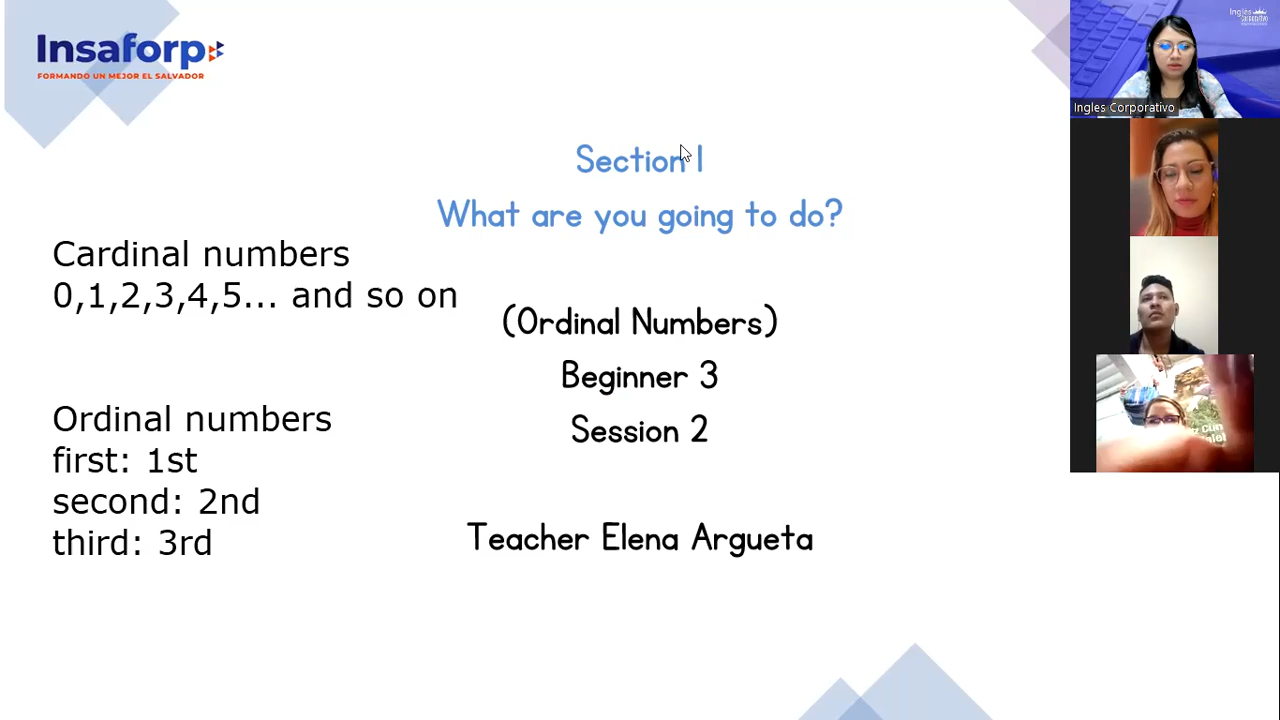 Insaforp
FORMANDO UN MEJOR EL SALVADOR
Section 1
What are you going to do?
Cardinal numbers
0,1,2,3,4,5... and so on
(Ordinal Numbers)
Beginner 3
Session 2
Ordinal numbers
first: 1st
second: 2nd
third: 3rd
Teacher Elena Argueta
Ingles Corporativo